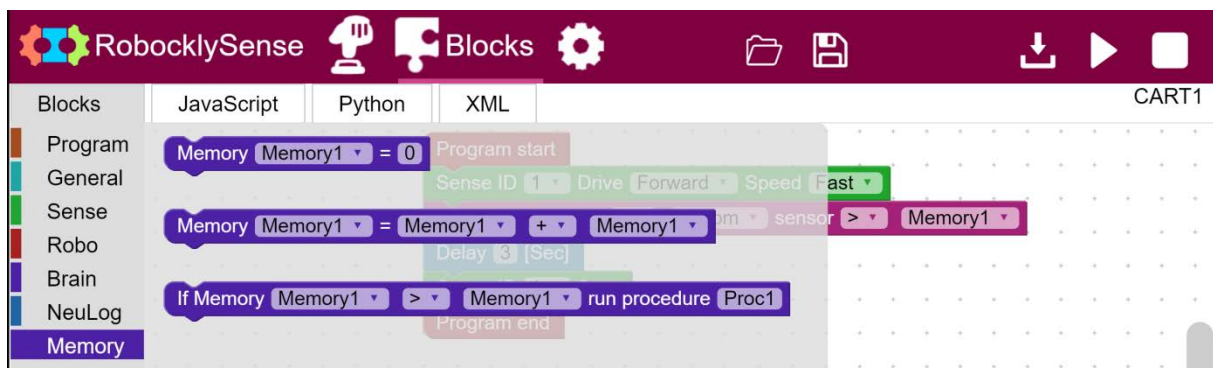 RobocklySense Blocks
Blocks JavaScript Python XML CART1
Program
General
Sense
Robo
Brain
NeuLog
Memory
Memory Memory1 = 0
Memory Memory1 = Memory1 + Memory1
If Memory Memory1 > Memory1 run procedure Proc1
Program start
Sense ID 1 Drive Forward Speed Fast
sensor > Memory1
Delay 3 [Sec]
Program end